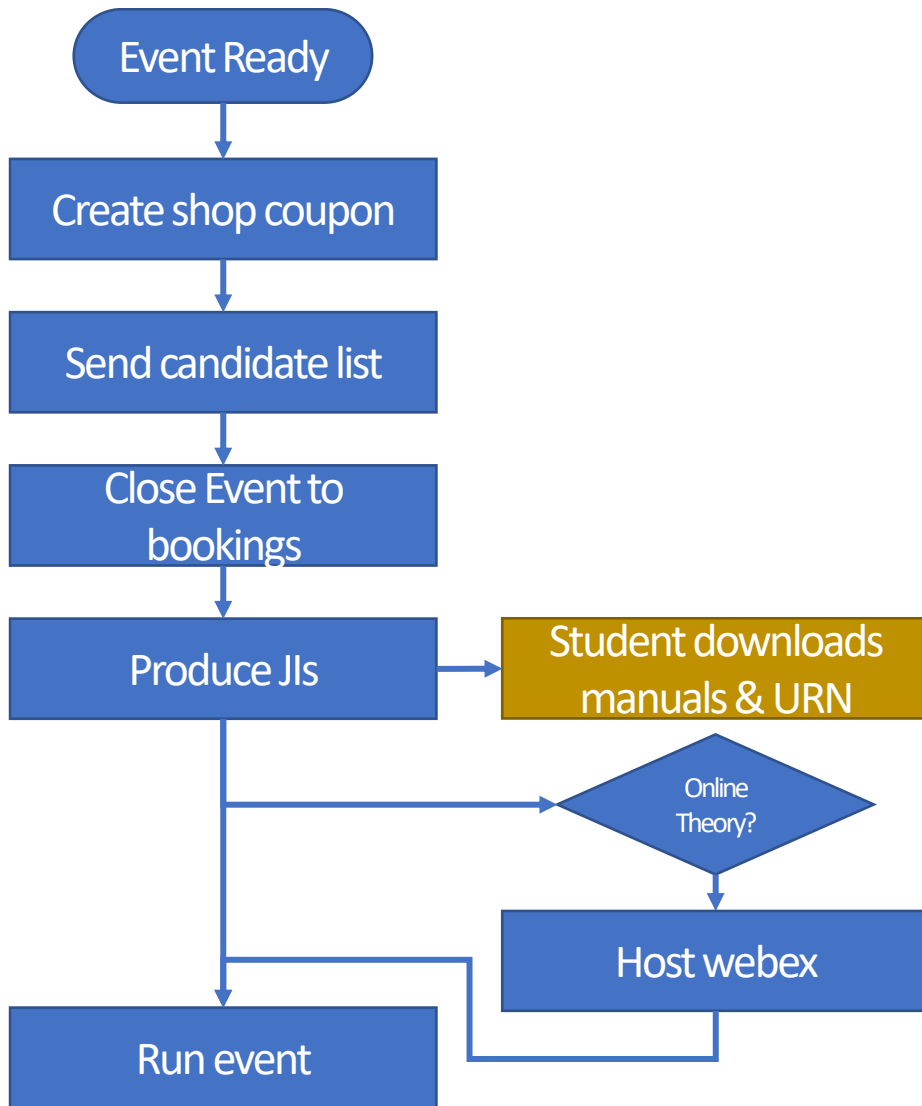 Event Ready
Create shop coupon
Send candidate list
Close Event to
bookings
Produce JIs
Student downloads
manuals & URN
Online
Theory?
Host webex
Run event